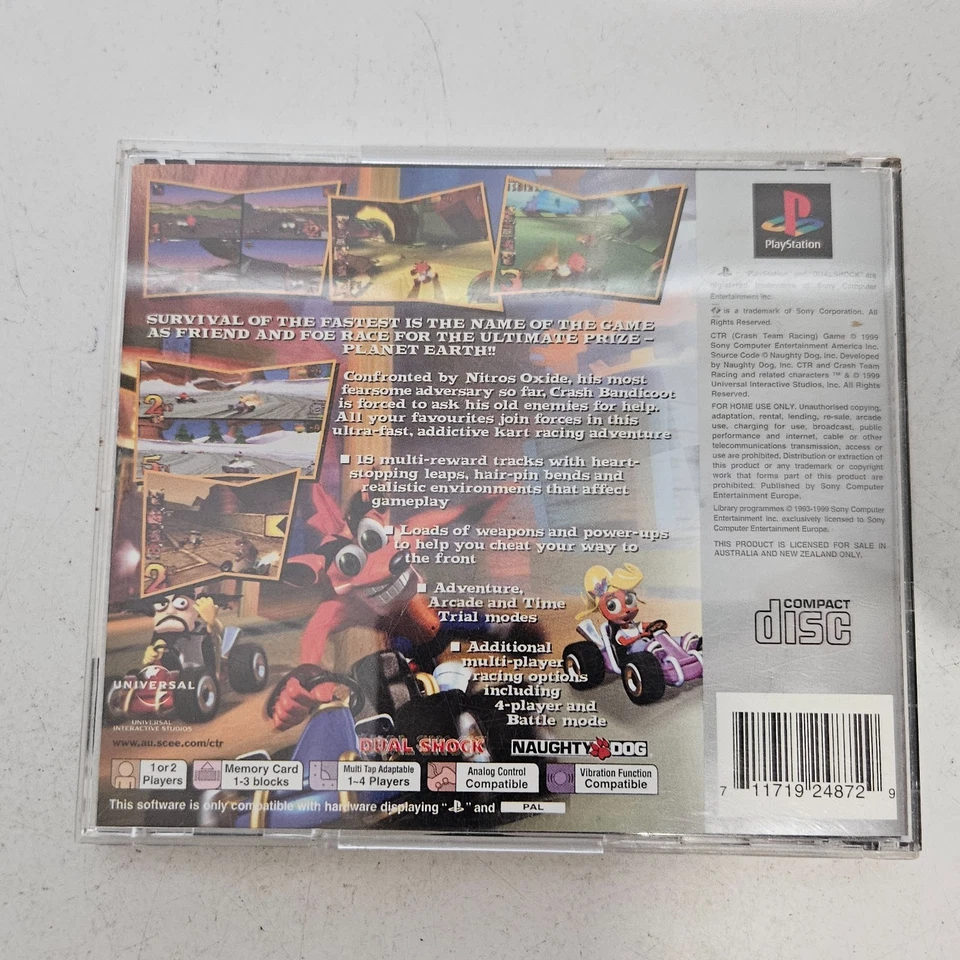 SURVIVAL OF THE FASTEST IS THE NAME OF THE GAME
AS FRIEND AND FOE RACE FOR THE ULTIMATE PRIZE –
PLANET EARTH!!
Confronted by Nitros Oxide, his most
fearsome adversary so far, Crash Bandicoot
is forced to ask his old enemies for help.
All your favourites join forces in this
ultra-fast, addictive kart racing adventure
18 multi-reward tracks with heart-
stopping leaps, hair-pin bends and
realistic environments that affect
gameplay
Loads of weapons and power-ups
to help you cheat your way to
the front
Adventure,
Arcade and Time
Trial modes
Additional
multi-player
racing options
including
4-player and
Battle mode
2
5
2
UNIVERSAL
UNIVERSAL
INTERACTIVE STUDIOS
www.au.scee.com/ctr
DUAL SHOCK
NAUGHTY DOG
1 or 2
Players
Memory Card
1-3 blocks
Multi Tap Adaptable
1-4 Players
Analog Control
Compatible
Vibration Function
Compatible
This software is only compatible with hardware displaying " " and PAL
PlayStation
"PlayStation" and "DUAL SHOCK" are
registered trademarks of Sony Computer
Entertainment Inc.
is a trademark of Sony Corporation. All
Rights Reserved.
CTR (Crash Team Racing) Game © 1999
Sony Computer Entertainment America Inc.
Source Code © Naughty Dog, Inc. Developed
by Naughty Dog, Inc. CTR and Crash Team
Racing and related characters ™ & © 1999
Universal Interactive Studios, Inc. All Rights
Reserved.
FOR HOME USE ONLY. Unauthorised copying,
adaptation, rental, lending, re-sale, arcade
use, charging for use, broadcast, public
performance and internet, cable or other
telecommunications transmission, access or
use are prohibited. Distribution or extraction of
this product or any trademark or copyright
work that forms part of this product are
prohibited. Published by Sony Computer
Entertainment Europe.
Library programmes © 1993-1999 Sony Computer
Entertainment Inc. exclusively licensed to Sony
Computer Entertainment Europe.
THIS PRODUCT IS LICENSED FOR SALE IN
AUSTRALIA AND NEW ZEALAND ONLY.
COMPACT
disc
7 11719 24872 9